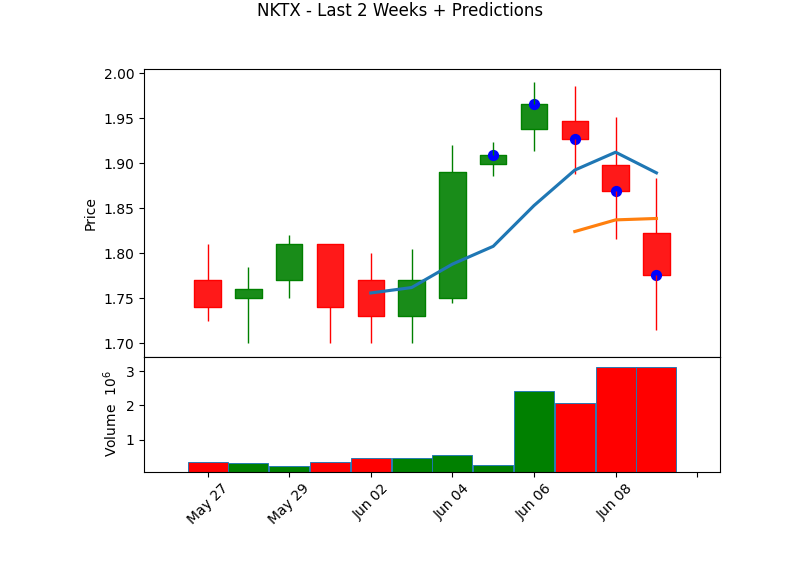 NKTX - Last 2 Weeks + Predictions
2.00
1.95
1.90
1.85
1.80
1.75
1.70
Price
3
2
1
Volume 10^6
May 27
May 29
Jun 02
Jun 04
Jun 06
Jun 08